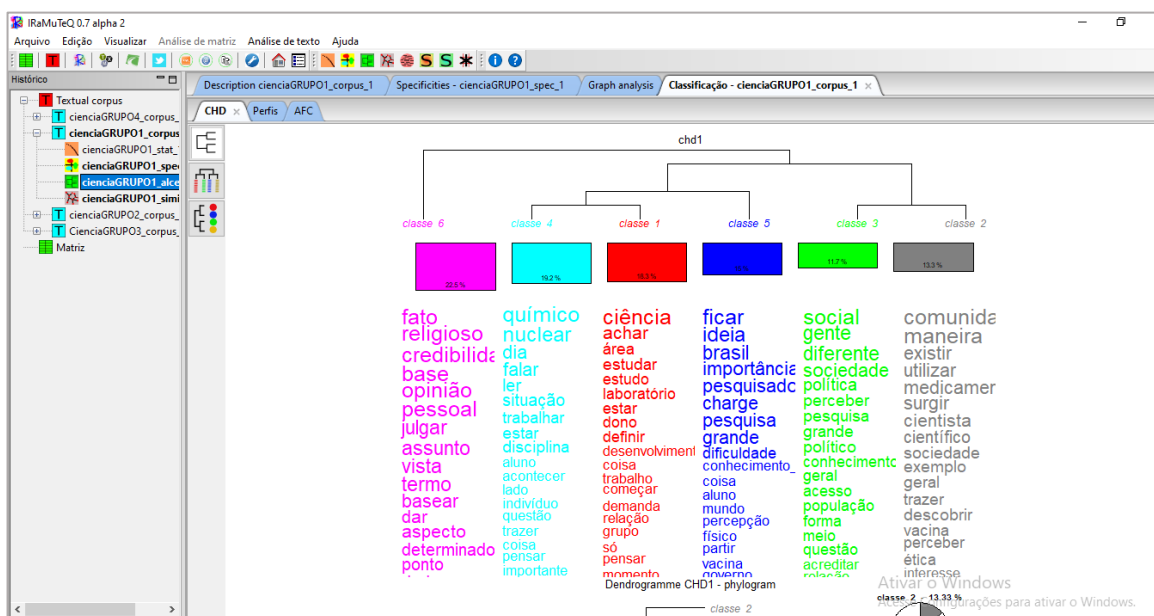 IRaMuTeQ 0.7 alpha 2
Arquivo Edição Visualizar Análise de matriz Análise de texto Ajuda
Histórico
Textual corpus
cienciaGRUPO4_corpus_
cienciaGRUPO1_corpus
cienciaGRUPO1_stat_
cienciaGRUPO1_spe
cienciaGRUPO1_alce
cienciaGRUPO1_simi
cienciaGRUPO2_corpus_
CienciaGRUPO3_corpus_
Matriz
Description cienciaGRUPO1_corpus_1 Specificities - cienciaGRUPO1_spec_1 Graph analysis Classificação - cienciaGRUPO1_corpus_1
CHD Perfis AFC
chd1
classe 6 classe 4 classe 1 classe 5 classe 3 classe 2
22.5 % 19.2% 18.3% 15 % 11.7 % 13.3 %
fato
religioso
credibilida
base
opinião
pessoal
julgar
assunto
vista
termo
basear
dar
aspecto
determinado
ponto
químico
nuclear
dia
falar
ler
situação
trabalhar
estar
disciplina
aluno
acontecer
lado
indivíduo
questão
trazer
coisa
pensar
importante
ciência
achar
área
estudar
estudo
laboratório
estar
dono
definir
desenvolviment
coisa
trabalho
começar
demanda
relação
grupo
só
pensar
momento
ficar
ideia
brasil
importância
pesquisado
charge
pesquisa
grande
dificuldade
conhecimento_
coisa
aluno
mundo
percepção
físico
partir
vacina
governo
social
gente
diferente
sociedade
política
perceber
pesquisa
grande
político
conhecimento
geral
acesso
população
forma
meio
questão
acreditar
relação
comunida
maneira
existir
utilizar
medicamer
surgir
cientista
científico
sociedade
exemplo
geral
trazer
descobrir
vacina
perceber
ética
interesse
Dendrogramme CHD1 - phylogram
classe 2
classe 2 - 13.33 %
Ativar o Windows
Acesse Configurações para ativar o Windows.